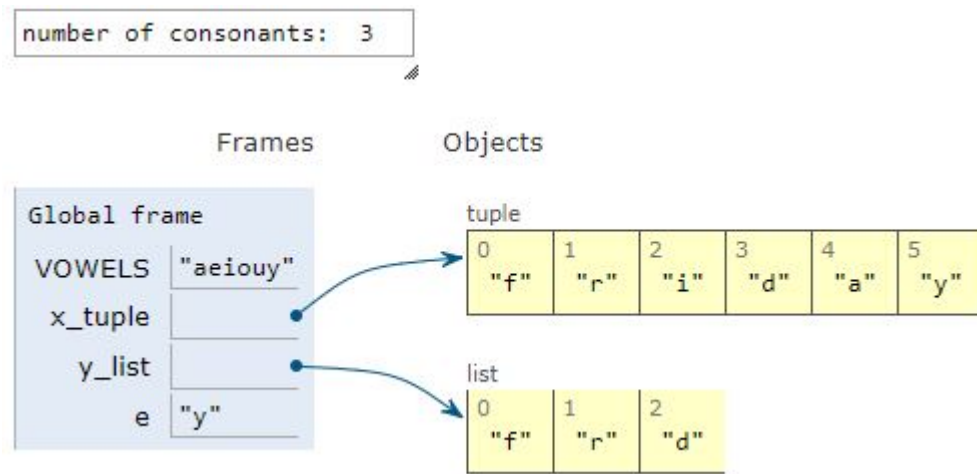 number of consonants:  3
Frames
Objects
Global frame
VOWELS "aeiouy"
x_tuple
y_list
e "y"
tuple
0 1 2 3 4 5
"f" "r" "i" "d" "a" "y"
list
0 1 2
"f" "r" "d"